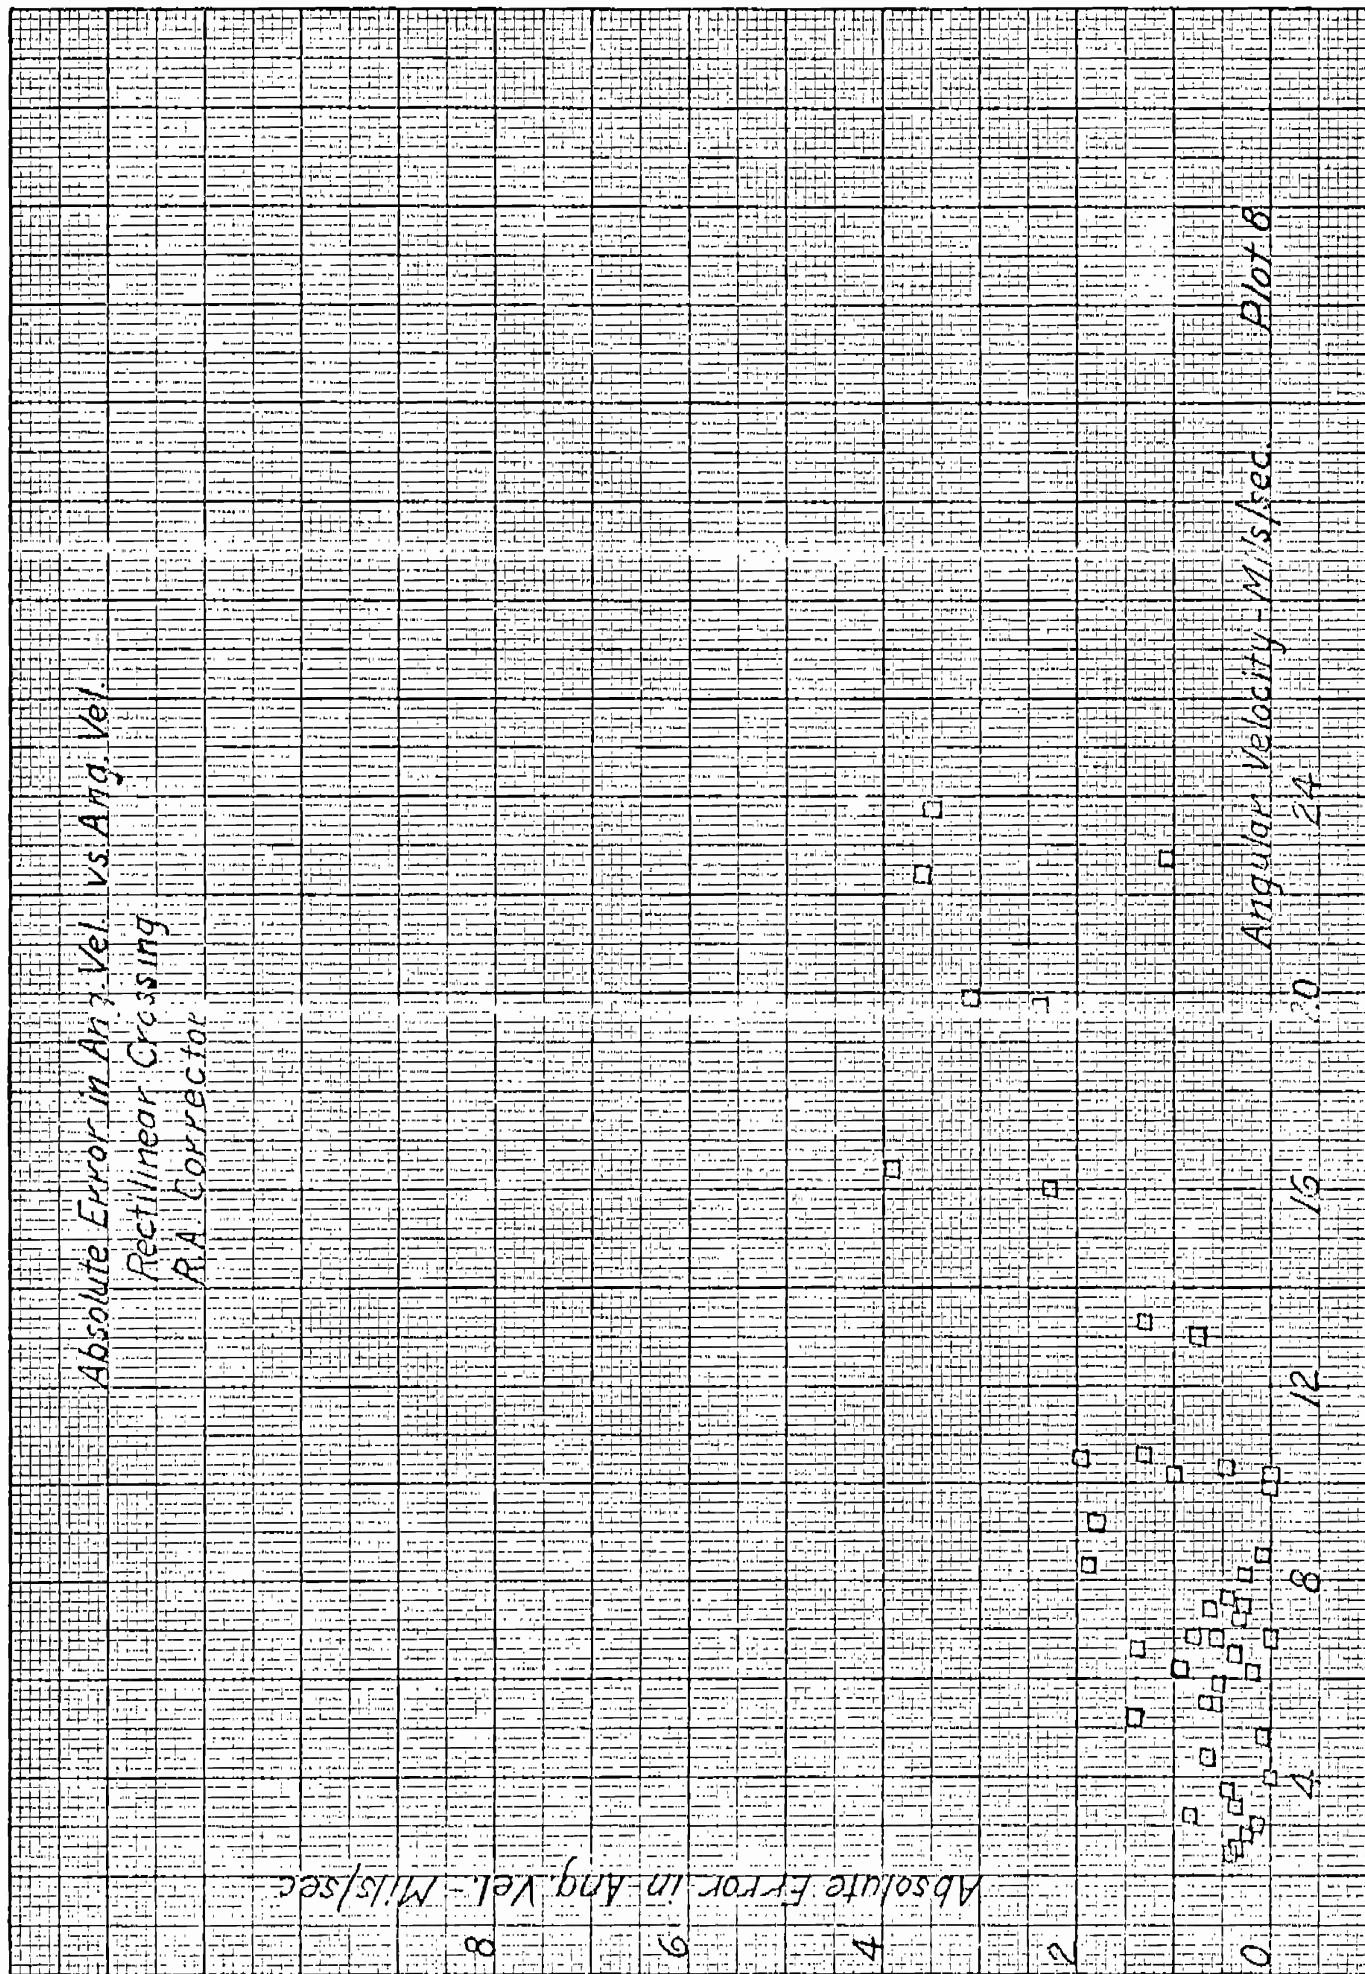 Absolute Error in Ang. Vel. vs Ang. Vel.
Rectilinear Crossing
R.A. Corrector
Absolute Error in Ang. Vel. - Mils/sec
8
6
4
2
0
4
8
12
16
20
24
Angular Velocity - Mils/sec. Plot 8